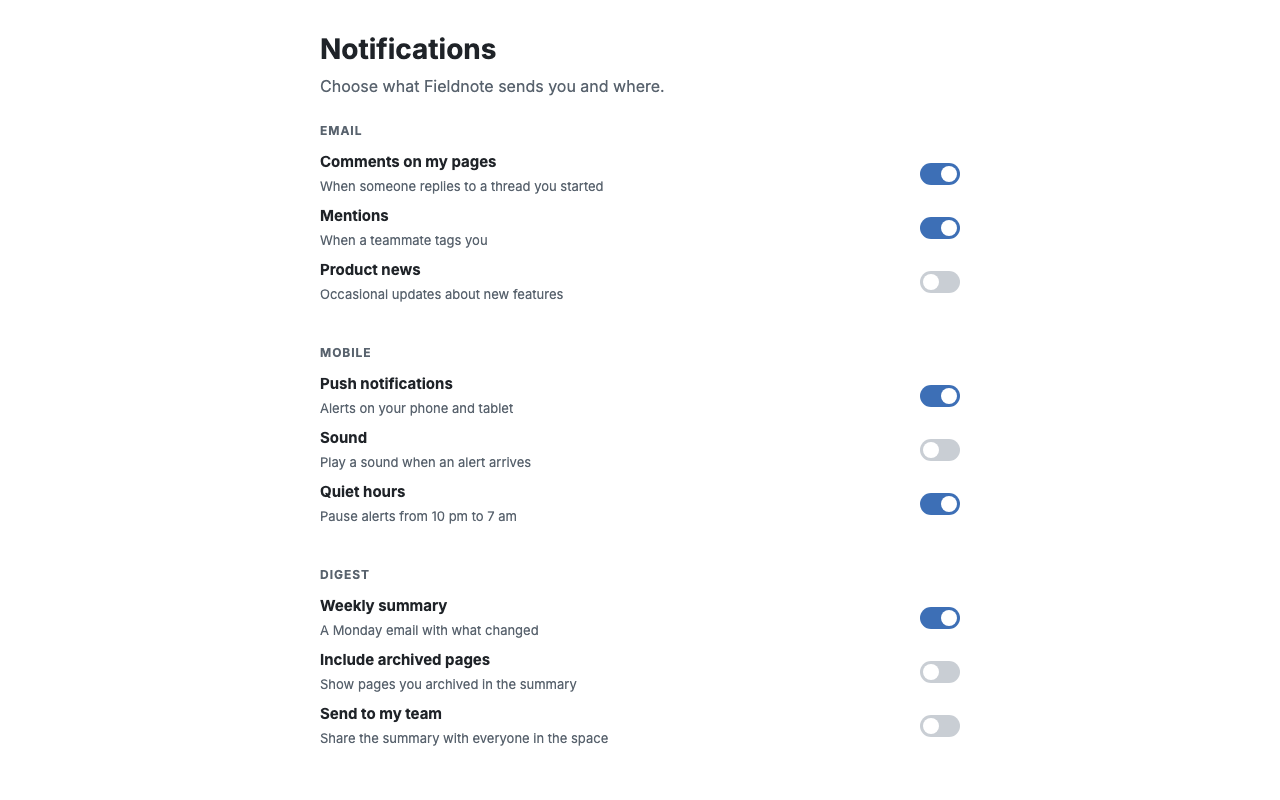 Notifications
Choose what Fieldnote sends you and where.
EMAIL
Comments on my pages
When someone replies to a thread you started
Mentions
When a teammate tags you
Product news
Occasional updates about new features
MOBILE
Push notifications
Alerts on your phone and tablet
Sound
Play a sound when an alert arrives
Quiet hours
Pause alerts from 10 pm to 7 am
DIGEST
Weekly summary
A Monday email with what changed
Include archived pages
Show pages you archived in the summary
Send to my team
Share the summary with everyone in the space